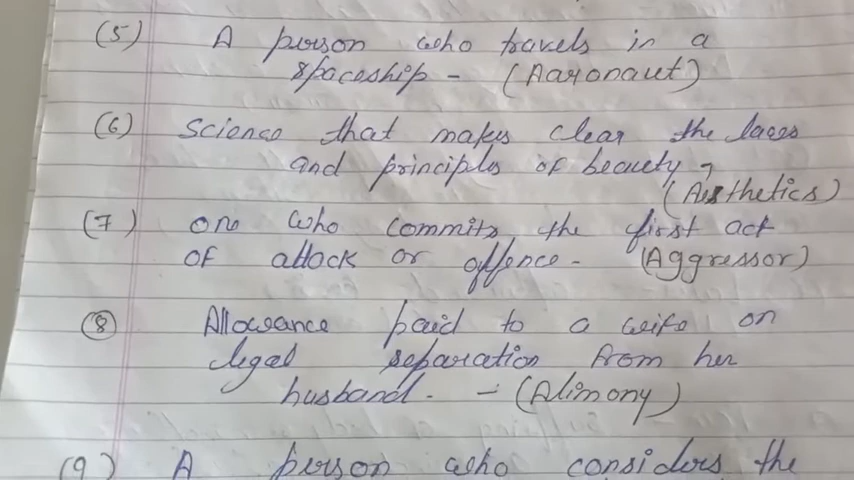 (5) A person who travels in a
spaceship - (Aaronaut)
(6) Science that makes clear the laces
and principles of beauty -
(Aesthetics)
(7) one who commits the first act
of attack or offence - (Aggressor)
(8) Allowance paid to a wife on
legal separation from her
husband. - (Alimony)
(9) A person who considers the